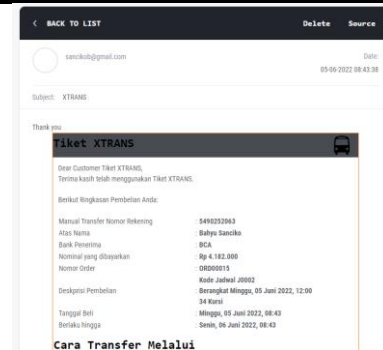 BACK TO LIST Delete Source
sancikob@gmail.com Date:
05-06-2022 08:43:38
Subject: XTRANS
Thank you
Tiket XTRANS
Dear Customer Tiket XTRANS,
Terima kasih telah menggunakan Tiket XTRANS.
Berikut Ringkasan Pembelian Anda:
Manual Transfer Nomor Rekening : 5490252063
Atas Nama : Bahyu Sanciko
Bank Penerima : BCA
Nominal yang dibayarkan : Rp 4.182.000
Nomor Order : ORD00015
Kode Jadwal J0002
Deskprisi Pembelian : Berangkat Minggu, 05 Juni 2022, 12:00
34 Kursi
Tanggal Beli : Minggu, 05 Juni 2022, 08:43
Berlaku hingga : Senin, 06 Juni 2022, 08:43
Cara Transfer Melalui